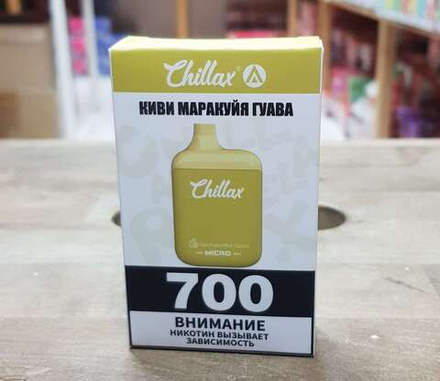 Chillax
КИВИ МАРАКУЙЯ ГУАВА
Chillax
MICRO
700
ВНИМАНИЕ
НИКОТИН ВЫЗЫВАЕТ
ЗАВИСИМОСТЬ